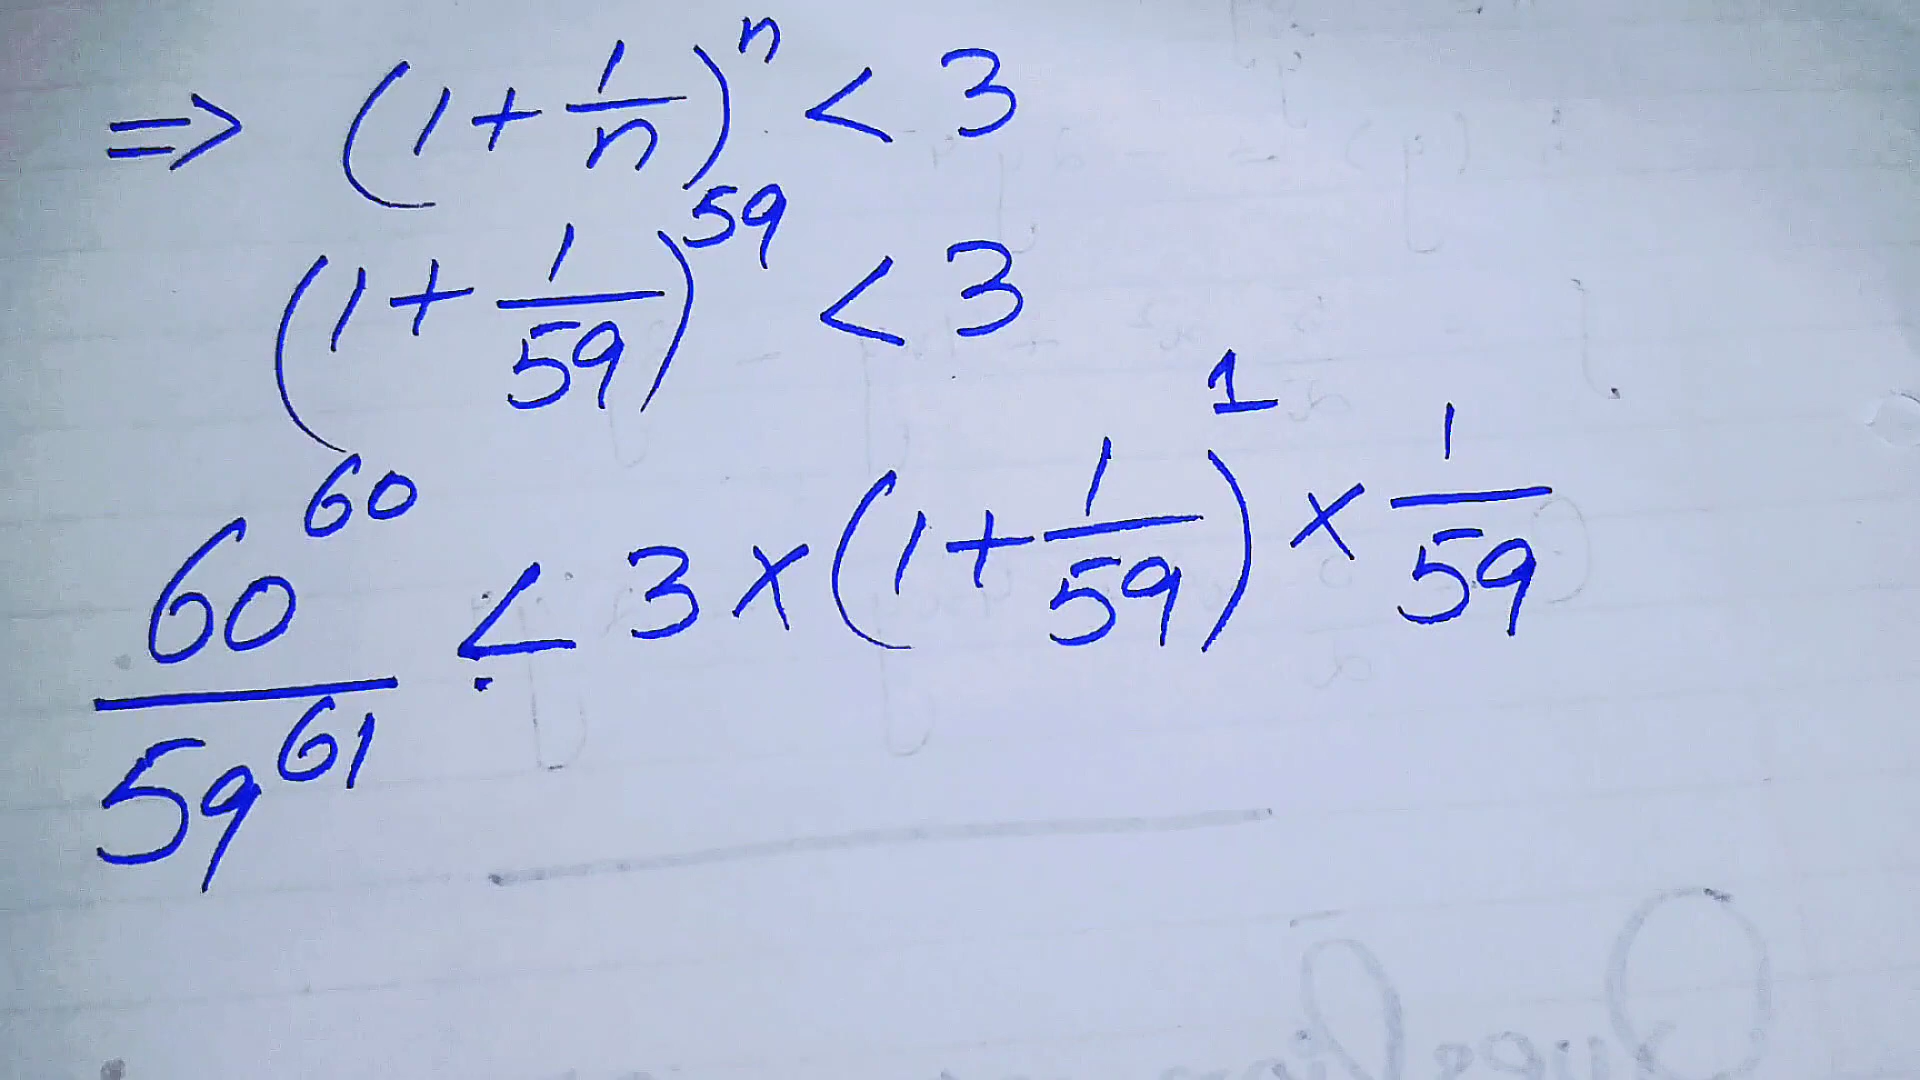 ⇒ (1 + 1/n)^n < 3
(1 + 1/59)^59 < 3
60^60/59^61 < 3 × (1 + 1/59)^1 × 1/59